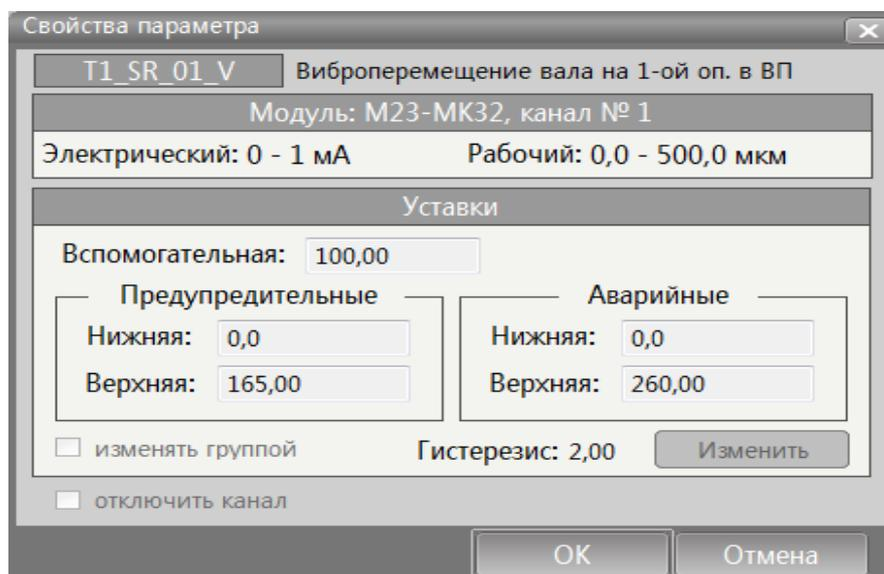 Свойства параметра
T1_SR_01_V Виброперемещение вала на 1-ой оп. в ВП
Модуль: М23-МК32, канал № 1
Электрический: 0 - 1 мА Рабочий: 0,0 - 500,0 мкм
Уставки
Вспомогательная: 100,00
Предупредительные Аварийные
Нижняя: 0,0 Нижняя: 0,0
Верхняя: 165,00 Верхняя: 260,00
изменять группой Гистерезис: 2,00 Изменить
отключить канал
OK Отмена